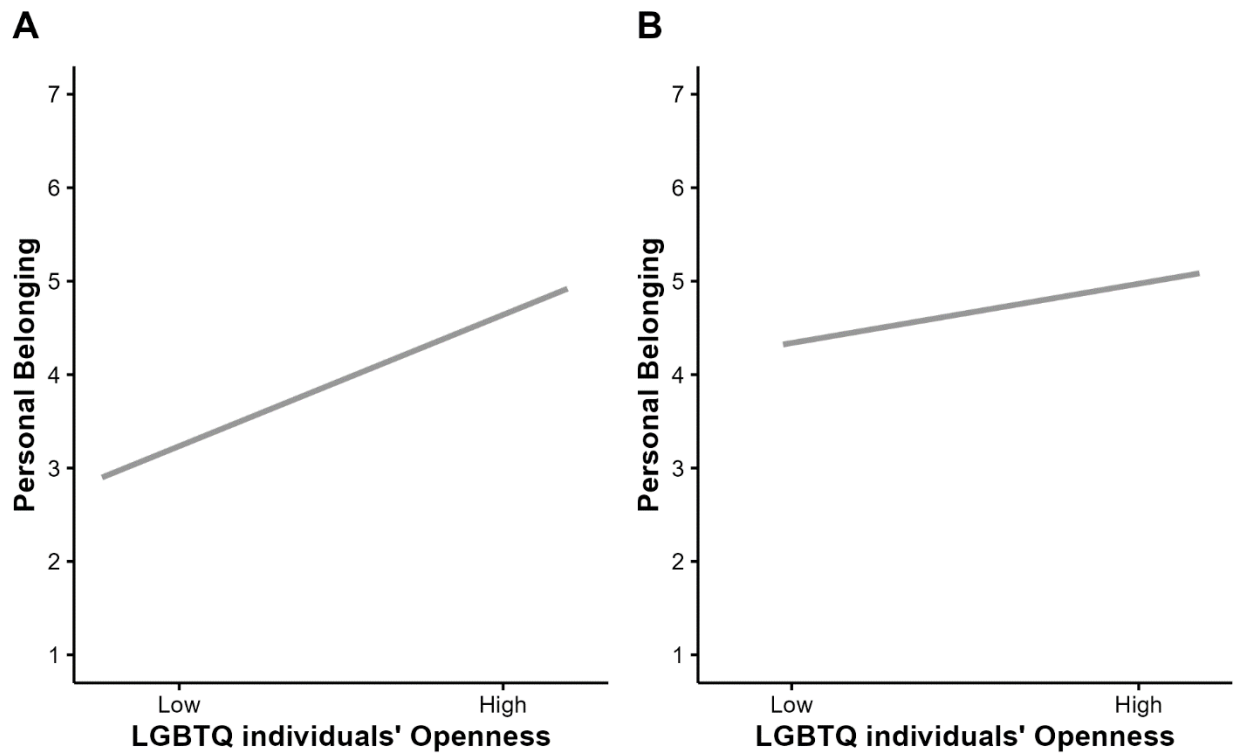 A
7
6
5
4
3
2
1
Personal Belonging
Low
High
LGBTQ individuals' Openness
B
7
6
5
4
3
2
1
Personal Belonging
Low
High
LGBTQ individuals' Openness